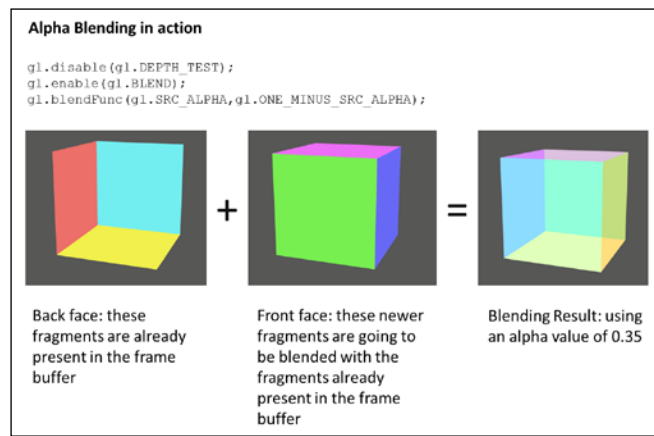 Alpha Blending in action
gl.disable(gl.DEPTH_TEST);
gl.enable(gl.BLEND);
gl.blendFunc(gl.SRC_ALPHA,gl.ONE_MINUS_SRC_ALPHA);
+
=
Back face: these
fragments are already
present in the frame
buffer
Front face: these newer
fragments are going to
be blended with the
fragments already
present in the frame
buffer
Blending Result: using
an alpha value of 0.35